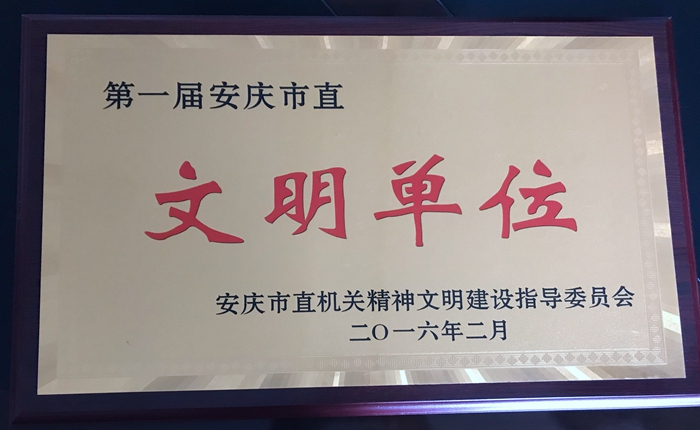 第一届安庆市直
文明单位
安庆市直机关精神文明建设指导委员会
二〇一六年二月